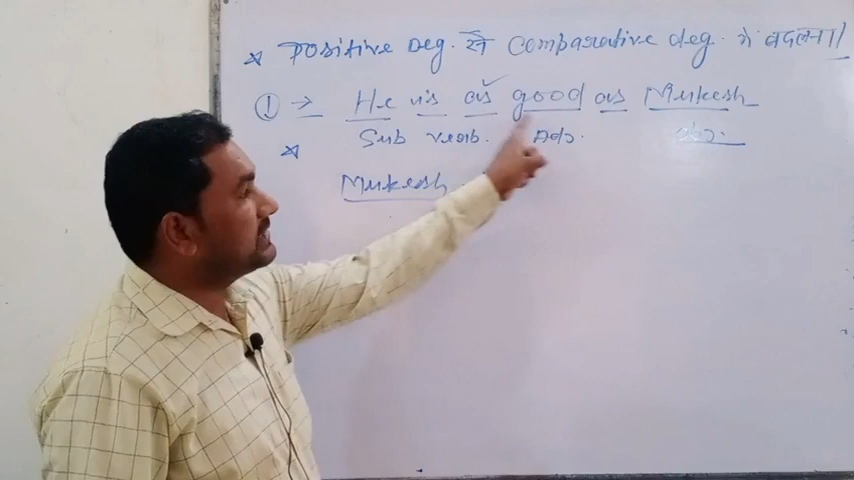 * Positive Deg. से Comparative deg. में बदलना/
① → He is as good as Mukesh
* Sub verb. Adj. obj.
Mukesh